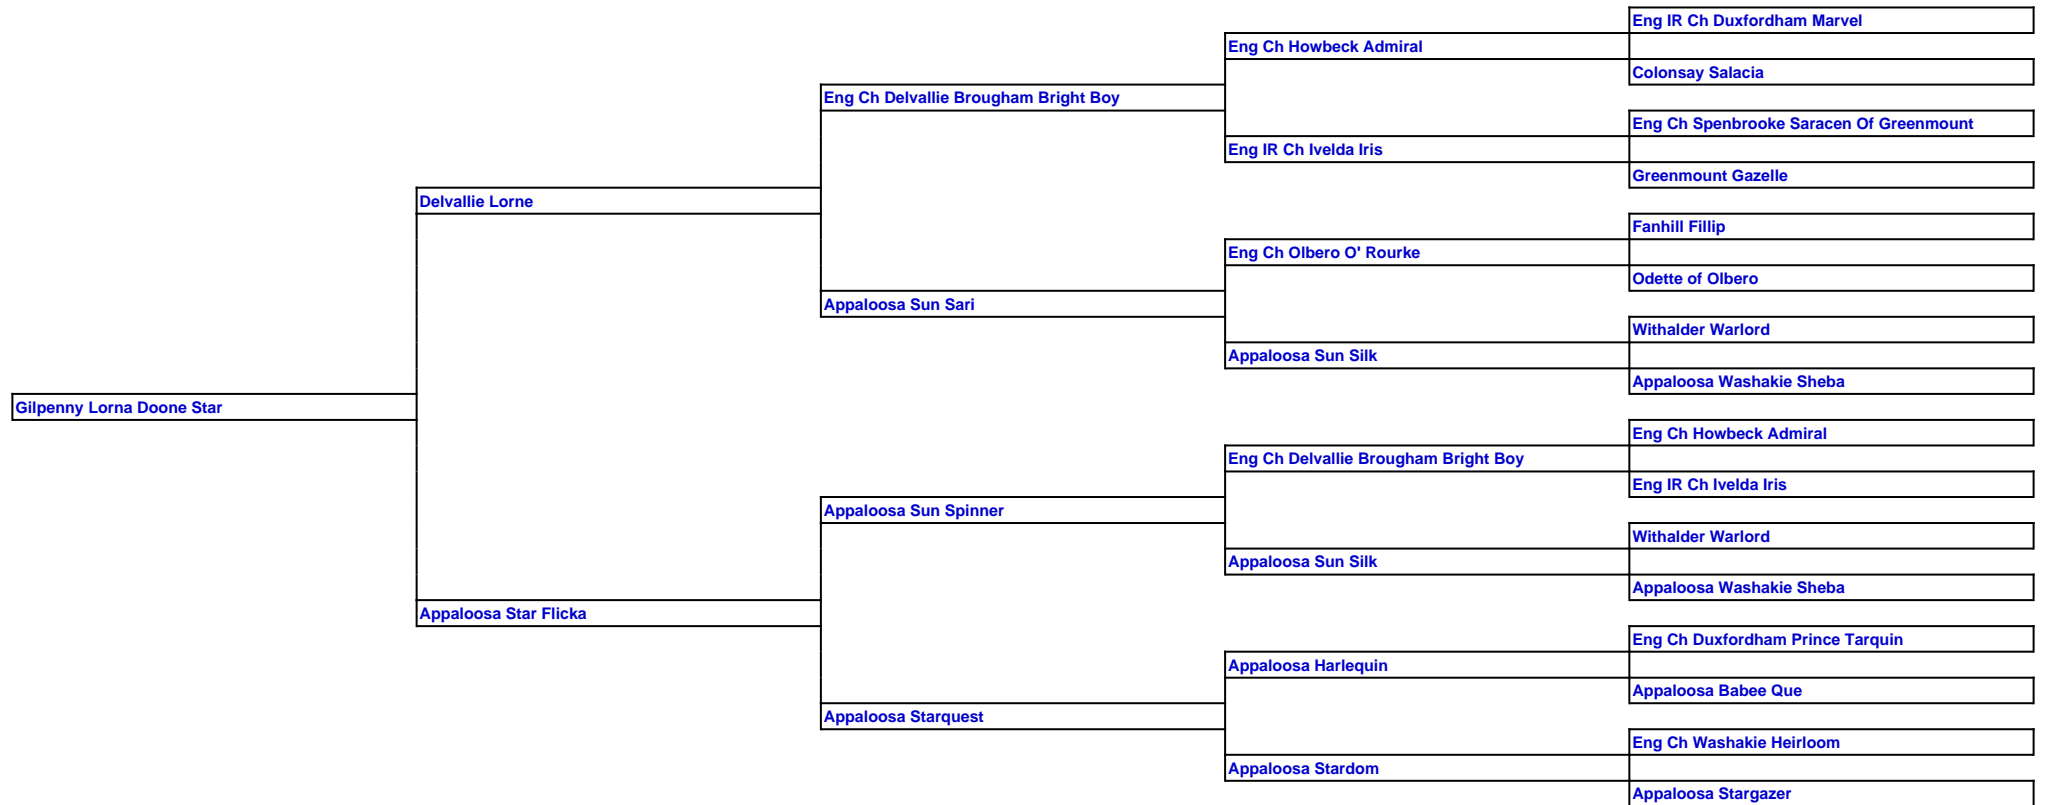 Eng IR Ch Duxfordham Marvel
Eng Ch Howbeck Admiral
Colonsay Salacia
Eng Ch Delvallie Brougham Bright Boy
Eng Ch Spenbrooke Saracen Of Greenmount
Eng IR Ch Ivelda Iris
Greenmount Gazelle
Delvallie Lorne
Fanhill Fillip
Eng Ch Olbero O' Rourke
Odette of Olbero
Appaloosa Sun Sari
Withalder Warlord
Appaloosa Sun Silk
Appaloosa Washakie Sheba
Gilpenny Lorna Doone Star
Eng Ch Howbeck Admiral
Eng Ch Delvallie Brougham Bright Boy
Eng IR Ch Ivelda Iris
Appaloosa Sun Spinner
Withalder Warlord
Appaloosa Sun Silk
Appaloosa Washakie Sheba
Appaloosa Star Flicka
Eng Ch Duxfordham Prince Tarquin
Appaloosa Harlequin
Appaloosa Babee Que
Appaloosa Starquest
Eng Ch Washakie Heirloom
Appaloosa Stardom
Appaloosa Stargazer